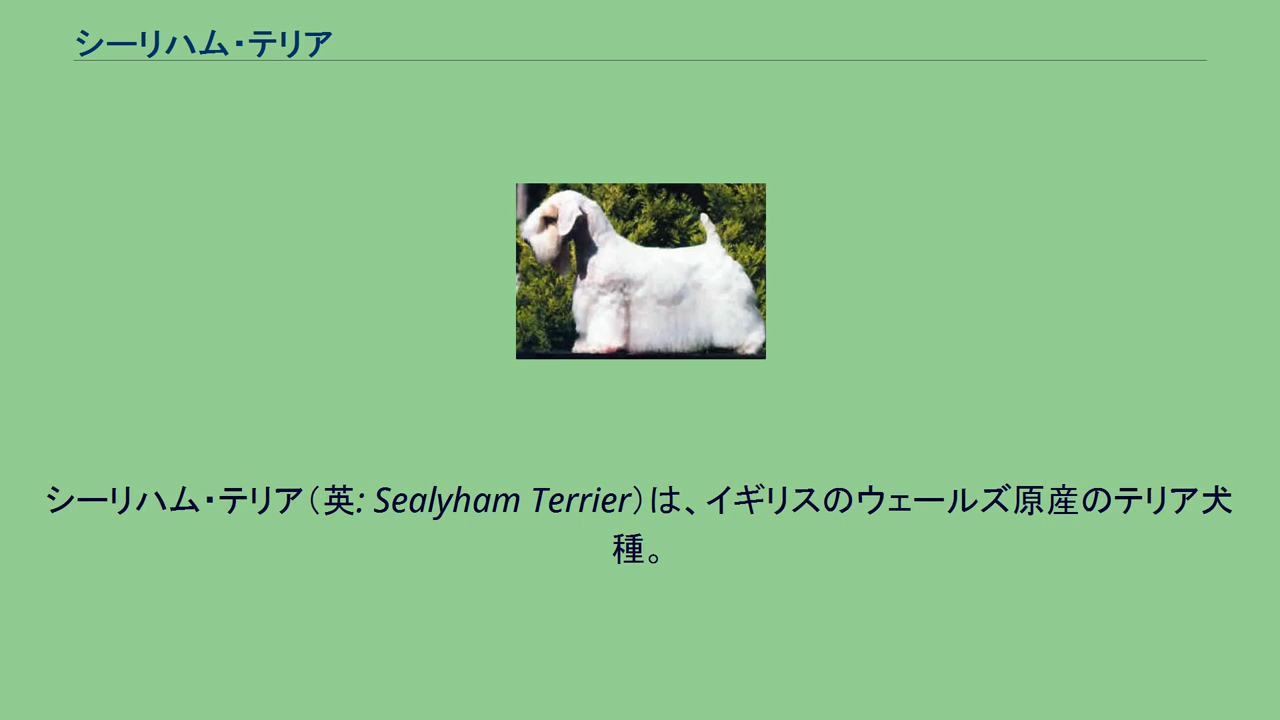 シーリハム・テリア
シーリハム・テリア（英: Sealyham Terrier）は、イギリスのウェールズ原産のテリア犬
種。